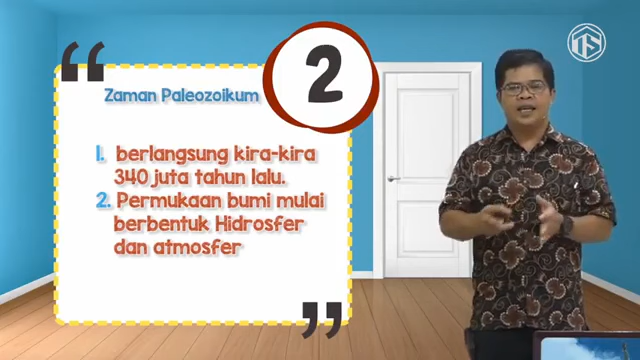 2
Zaman Paleozoikum
1. berlangsung kira-kira
340 juta tahun lalu.
2. Permukaan bumi mulai
berbentuk Hidrosfer
dan atmosfer